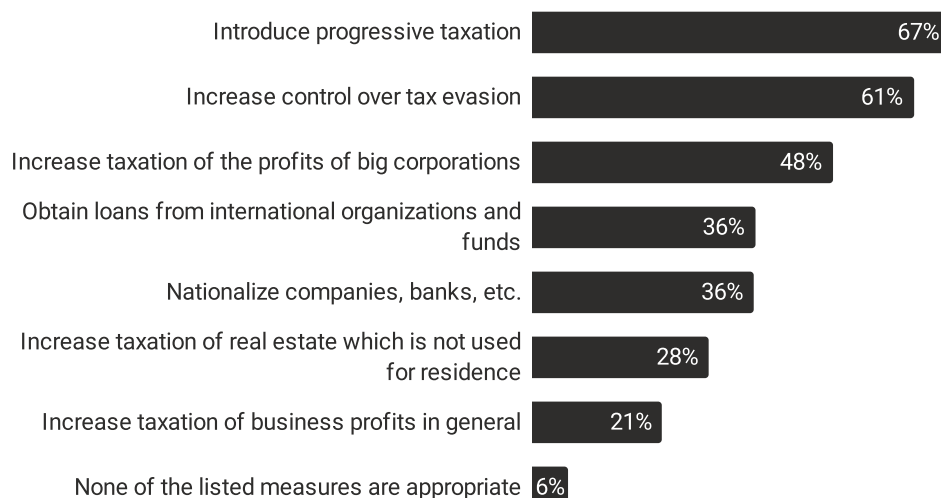 Introduce progressive taxation 67%
Increase control over tax evasion 61%
Increase taxation of the profits of big corporations 48%
Obtain loans from international organizations and
funds 36%
Nationalize companies, banks, etc. 36%
Increase taxation of real estate which is not used
for residence 28%
Increase taxation of business profits in general 21%
None of the listed measures are appropriate 6%